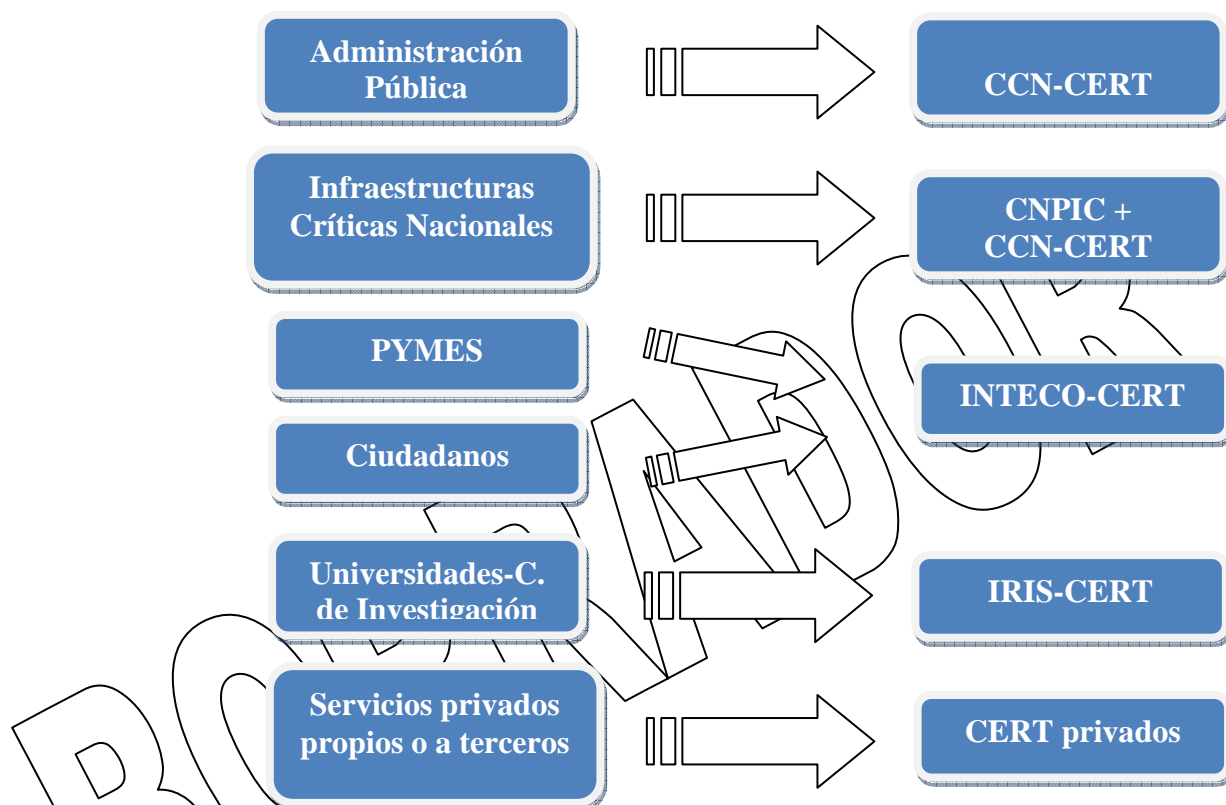 Administración
Pública
CCN-CERT
Infraestructuras
Críticas Nacionales
CNPIC +
CCN-CERT
PYMES
INTECO-CERT
Ciudadanos
Universidades-C.
de Investigación
IRIS-CERT
Servicios privados
propios o a terceros
CERT privados
BORRADOR